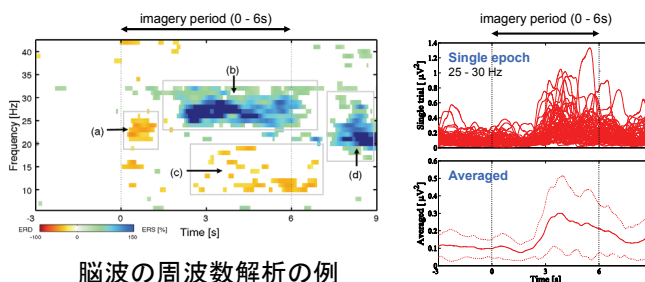 imagery period (0 - 6s)
40
35
30
25
20
15
10
Frequency [Hz]
(a)
(b)
(c)
(d)
-3
0
3
6
9
Time [s]
ERD
ERS [%]
-100
150
脳波の周波数解析の例
imagery period (0 - 6s)
Single epoch
25 - 30 Hz
Single trial [μV²]
1.4
1.2
1.0
0.8
0.6
0.4
0.2
0
Averaged
Averaged [μV²]
0.6
0.5
0.4
0.3
0.2
0.1
0
-3
0
3
6
Time [s]